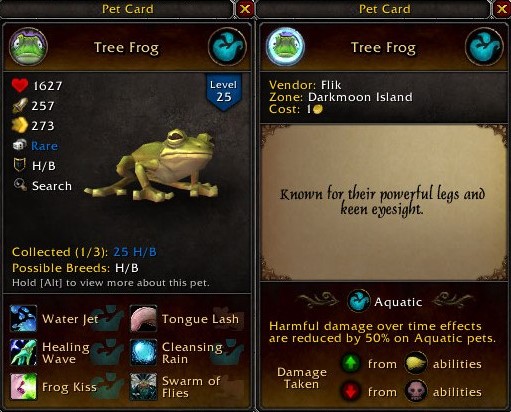 Pet Card
Tree Frog
1627
Level
25
257
273
Rare
H/B
Search
Collected (1/3): 25 H/B
Possible Breeds: H/B
Hold [Alt] to view more about this pet.
Water Jet
Tongue Lash
Healing
Wave
Cleansing
Rain
Frog Kiss
Swarm of
Flies
Pet Card
Tree Frog
Vendor: Flik
Zone: Darkmoon Island
Cost: 1
Known for their powerful legs and
keen eyesight.
Aquatic
Harmful damage over time effects
are reduced by 50% on Aquatic pets.
Damage
Taken
from abilities
from abilities